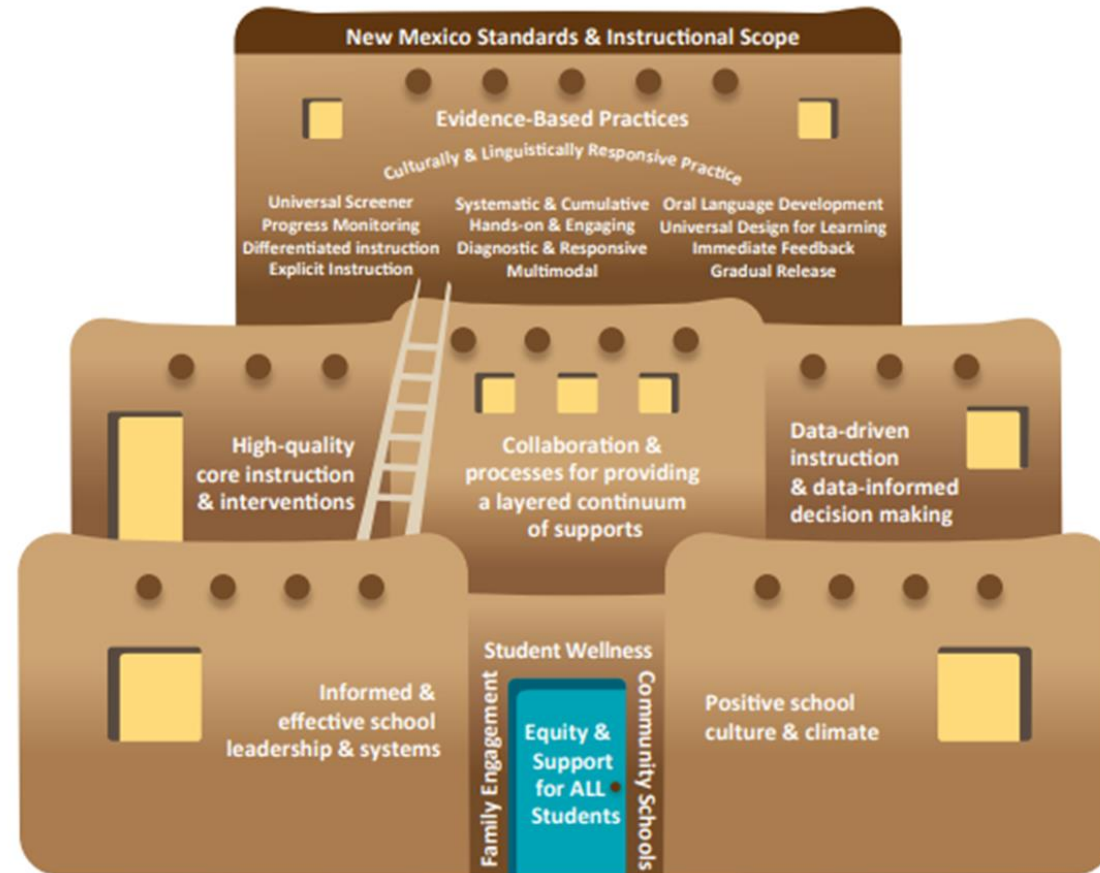 New Mexico Standards & Instructional Scope
Evidence-Based Practices
Culturally & Linguistically Responsive Practice
Universal Screener
Progress Monitoring
Differentiated instruction
Explicit Instruction
Systematic & Cumulative
Hands-on & Engaging
Diagnostic & Responsive
Multimodal
Oral Language Development
Universal Design for Learning
Immediate Feedback
Gradual Release
High-quality
core instruction
& interventions
Collaboration &
processes for providing
a layered continuum
of supports
Data-driven
instruction
& data-informed
decision making
Informed &
effective school
leadership & systems
Student Wellness
Family Engagement
Equity &
Support
for ALL
Students
Community Schools
Positive school
culture & climate